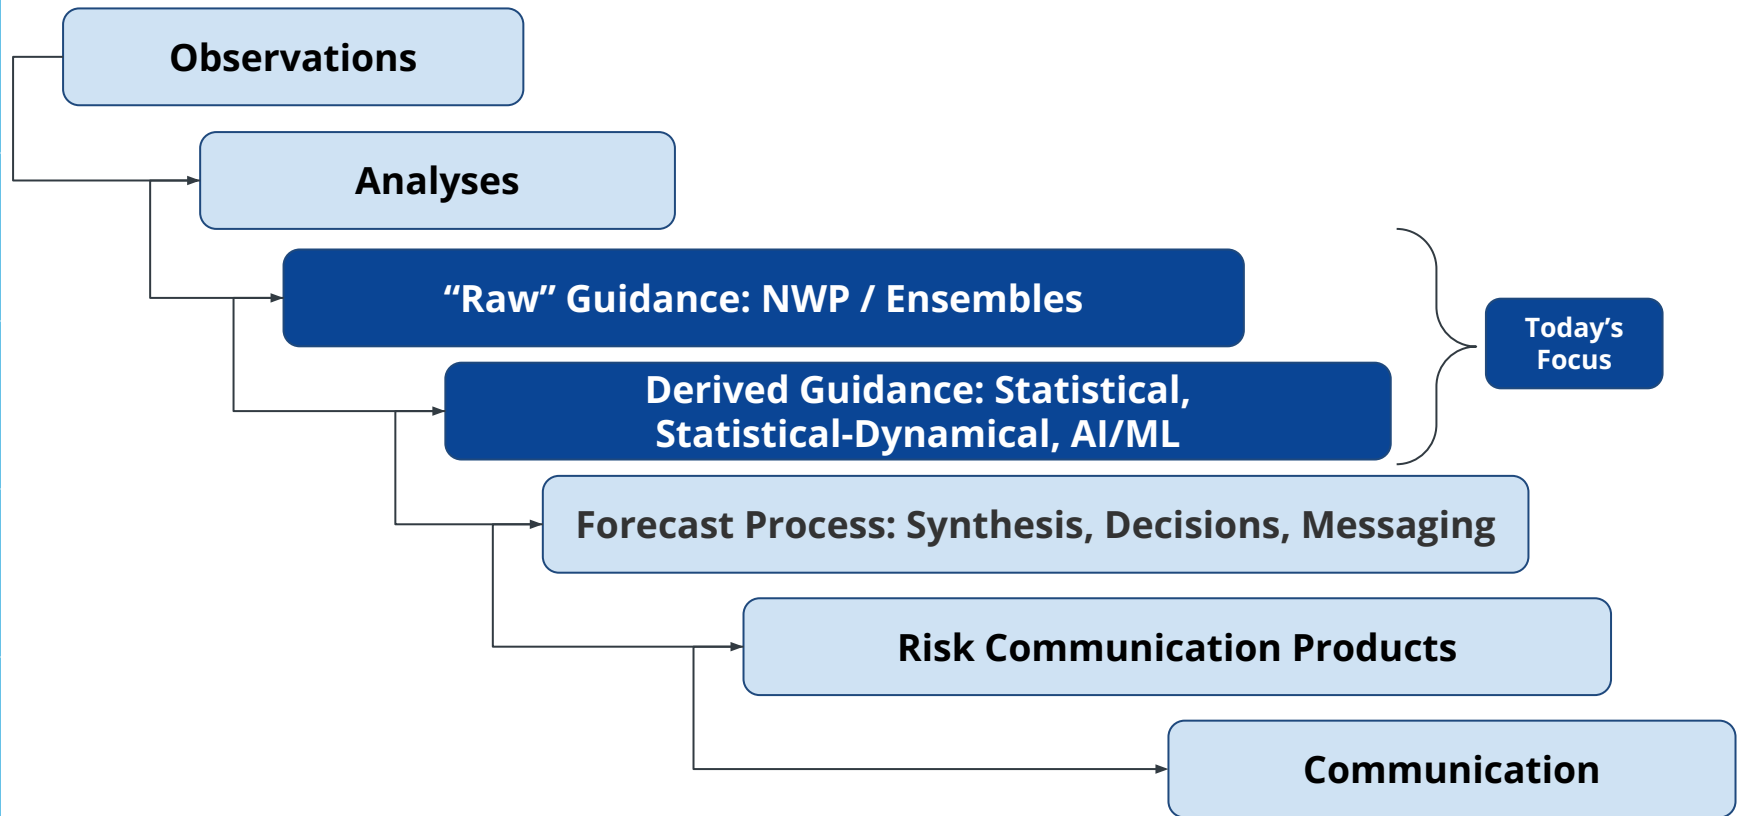 Observations
Analyses
“Raw” Guidance: NWP / Ensembles
Today’s
Focus
Derived Guidance: Statistical,
Statistical-Dynamical, AI/ML
Forecast Process: Synthesis, Decisions, Messaging
Risk Communication Products
Communication